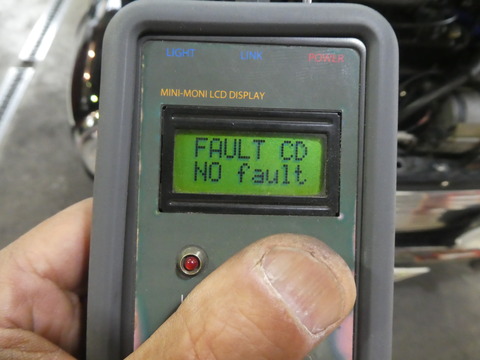 LIGHT LINK POWER
MINI-MONI LCD DISPLAY
FAULT CD
NO fault